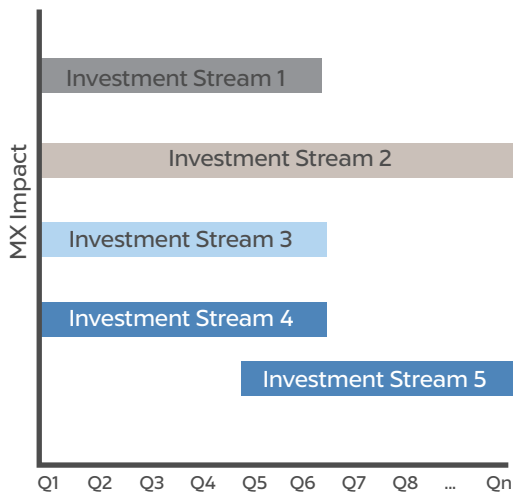 Investment Stream 1
Investment Stream 2
MX Impact
Investment Stream 3
Investment Stream 4
Investment Stream 5
Q1 Q2 Q3 Q4 Q5 Q6 Q7 Q8 ... Qn